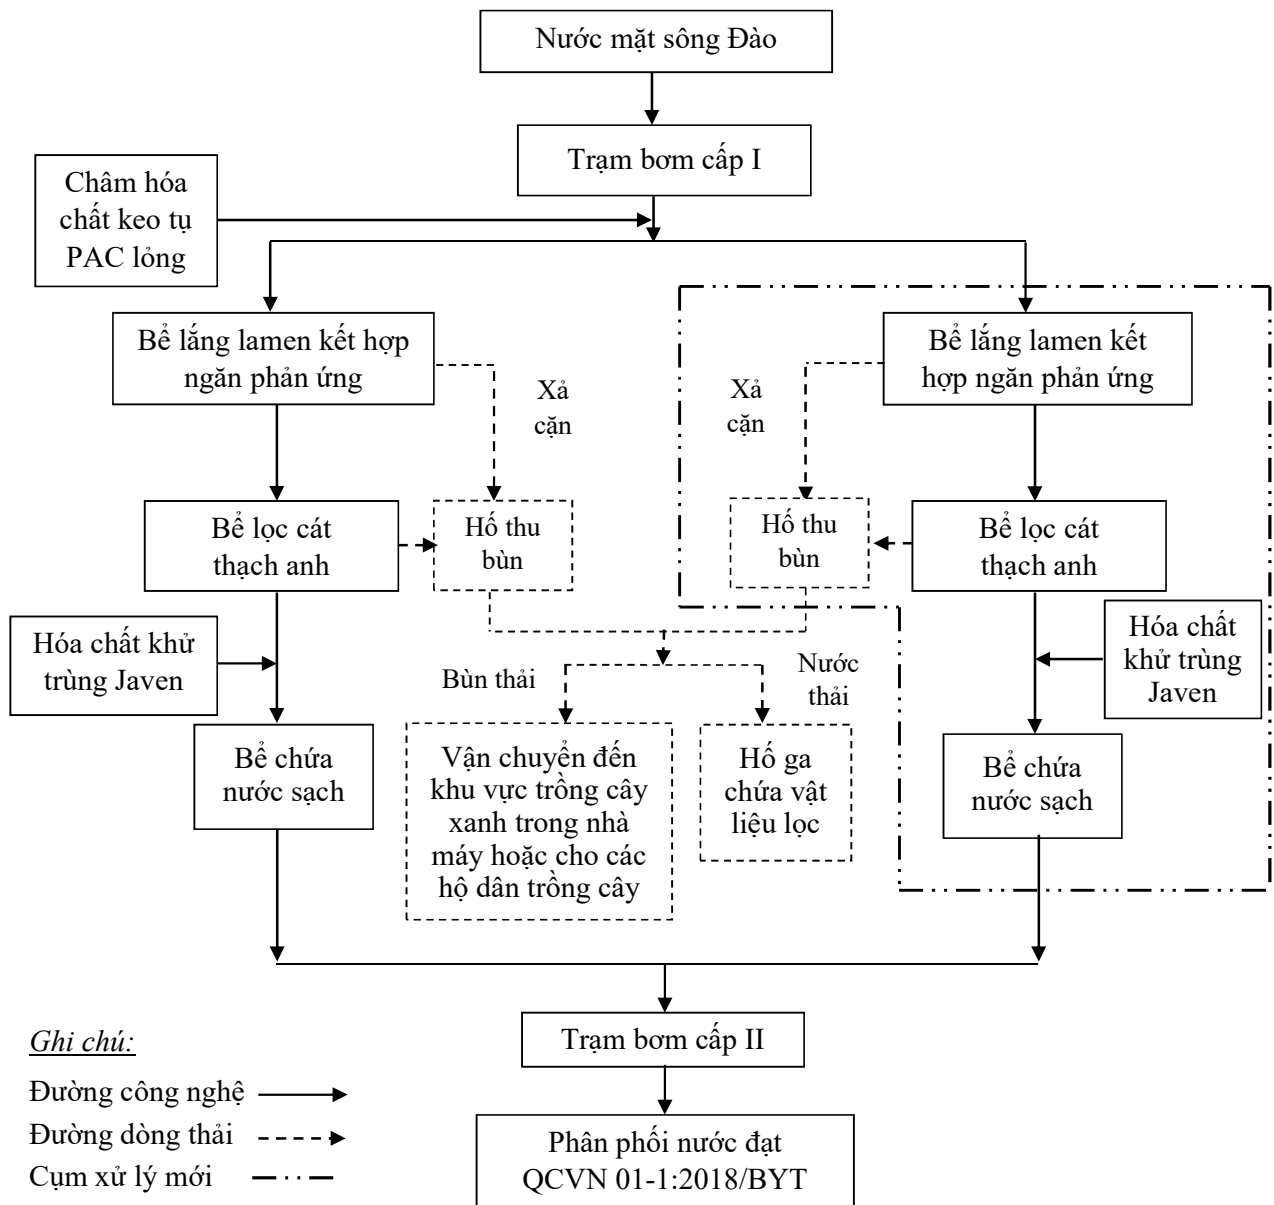 Nước mặt sông Đào
Trạm bơm cấp I
Châm hóa
chất keo tụ
PAC lỏng
Bể lắng lamen kết hợp
ngăn phản ứng
Xả
cặn
Xả
cặn
Bể lắng lamen kết
hợp ngăn phản ứng
Bể lọc cát
thạch anh
Hố thu
bùn
Hố thu
bùn
Bể lọc cát
thạch anh
Hóa chất khử
trùng Javen
Bùn thải
Nước
thải
Hóa chất
khử trùng
Javen
Bể chứa
nước sạch
Vận chuyển đến
khu vực trồng cây
xanh trong nhà
máy hoặc cho các
hộ dân trồng cây
Hố ga
chứa vật
liệu lọc
Bể chứa
nước sạch
Trạm bơm cấp II
Phân phối nước đạt
QCVN 01-1:2018/BYT
Ghi chú:
Đường công nghệ
Đường dòng thải
Cụm xử lý mới